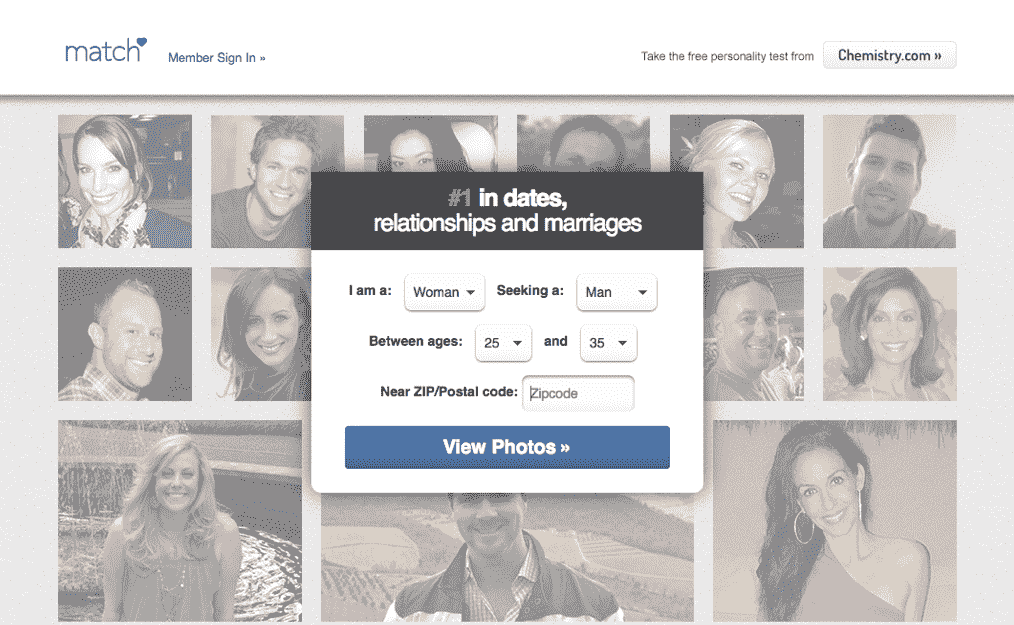 match
Member Sign In »
Take the free personality test from
Chemistry.com »
#1 in dates,
relationships and marriages
I am a: Woman Seeking a: Man
Between ages: 25 and 35
Near ZIP/Postal code: Zipcode
View Photos »